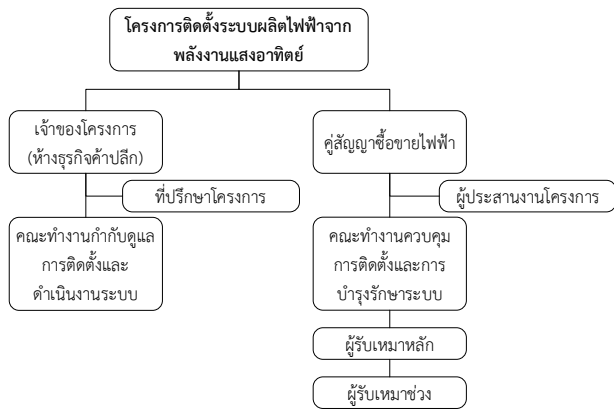 โครงการติดตั้งระบบผลิตไฟฟ้าจาก
พลังงานแสงอาทิตย์
เจ้าของโครงการ
(ห้างธุรกิจค้าปลีก)
คู่สัญญาซื้อขายไฟฟ้า
ที่ปรึกษาโครงการ
ผู้ประสานงานโครงการ
คณะทำงานกำกับดูแล
การติดตั้งและ
ดำเนินงานระบบ
คณะทำงานควบคุม
การติดตั้งและการ
บำรุงรักษาระบบ
ผู้รับเหมาหลัก
ผู้รับเหมาช่วง